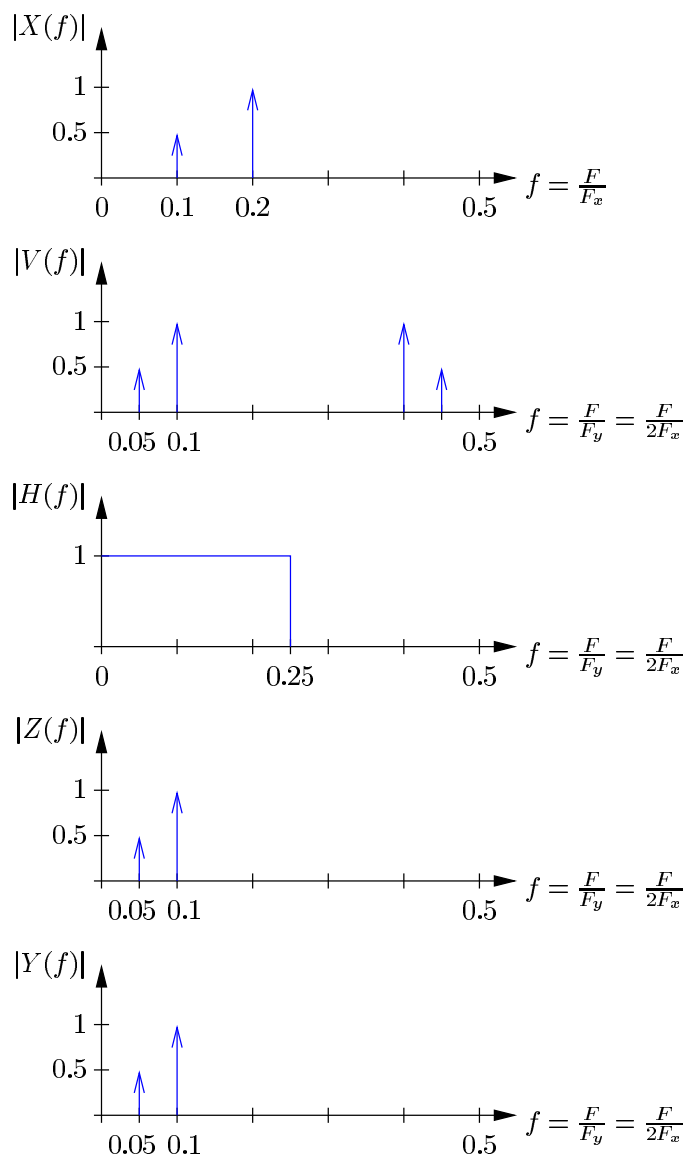 |X(f)|
1
0.5
0 0.1 0.2 0.5 f = F/F_x
|V(f)|
1
0.5
0.05 0.1 0.5 f = F/F_y = F/2F_x
|H(f)|
1
0 0.25 0.5 f = F/F_y = F/2F_x
|Z(f)|
1
0.5
0.05 0.1 0.5 f = F/F_y = F/2F_x
|Y(f)|
1
0.5
0.05 0.1 0.5 f = F/F_y = F/2F_x